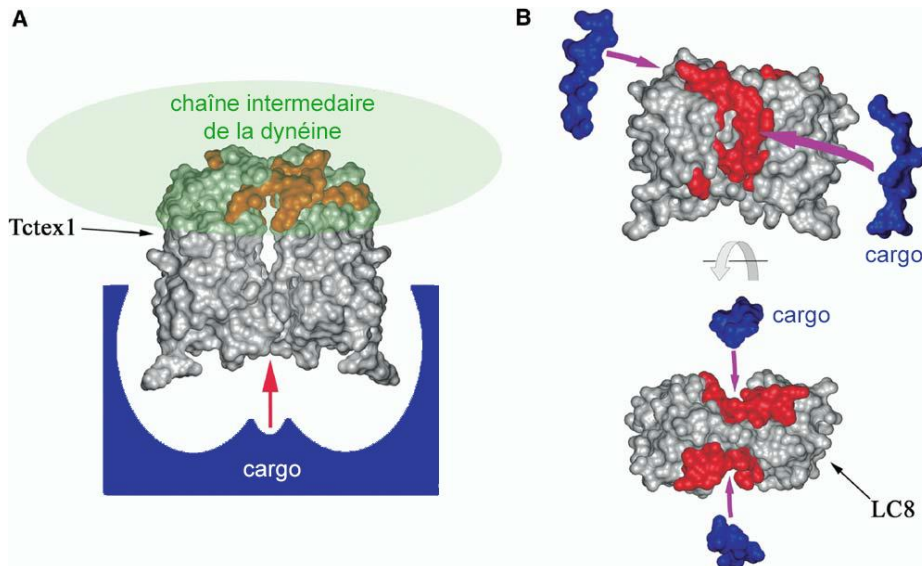 A
chaîne intermedaire
de la dynéine
Tctex1
cargo
B
cargo
cargo
LC8